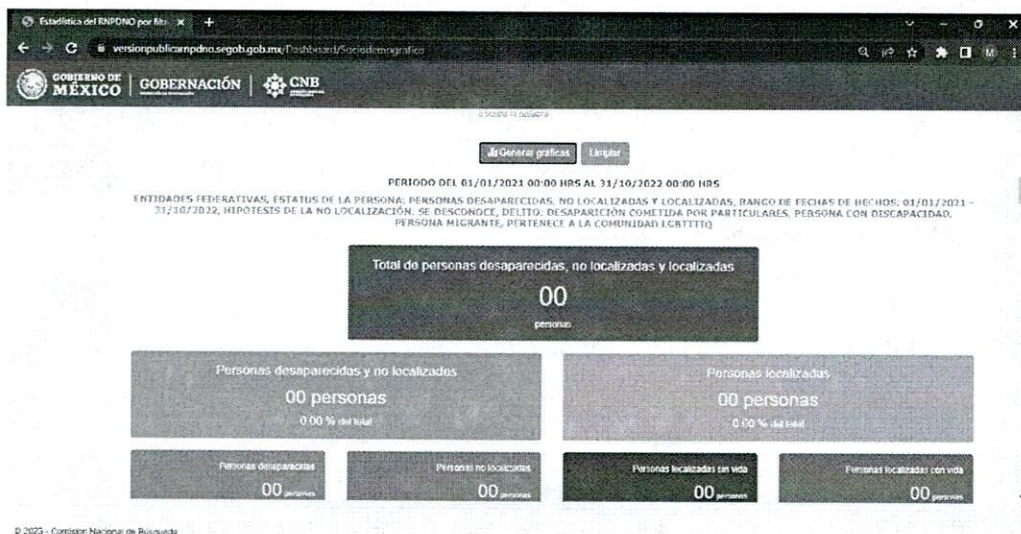 Estadística del RNPDNO por filtr
versionpublicarnpdno.segob.gob.mx/Dashboard/Sociodemografico
GOBIERNO DE MÉXICO
GOBERNACIÓN
CNB
Generar gráficas
Limpiar
PERIODO DEL 01/01/2021 00:00 HRS AL 31/10/2022 00:00 HRS
ENTIDADES FEDERATIVAS, ESTATUS DE LA PERSONA: PERSONAS DESAPARECIDAS, NO LOCALIZADAS Y LOCALIZADAS, RANGO DE FECHAS DE HECHOS: 01/01/2021 -
31/10/2022, HIPÓTESIS DE LA NO LOCALIZACIÓN: SE DESCONOCE, DELITO: DESAPARICIÓN COMETIDA POR PARTICULARES, PERSONA CON DISCAPACIDAD,
PERSONA MIGRANTE, PERTENECE A LA COMUNIDAD LGBTTTIQ
Total de personas desaparecidas, no localizadas y localizadas
00
personas
Personas desaparecidas y no localizadas
00 personas
0.00 % del total
Personas localizadas
00 personas
0.00 % del total
Personas desaparecidas
00 personas
Personas no localizadas
00 personas
Personas localizadas sin vida
00 personas
Personas localizadas con vida
00 personas
© 2023 - Comisión Nacional de Búsqueda